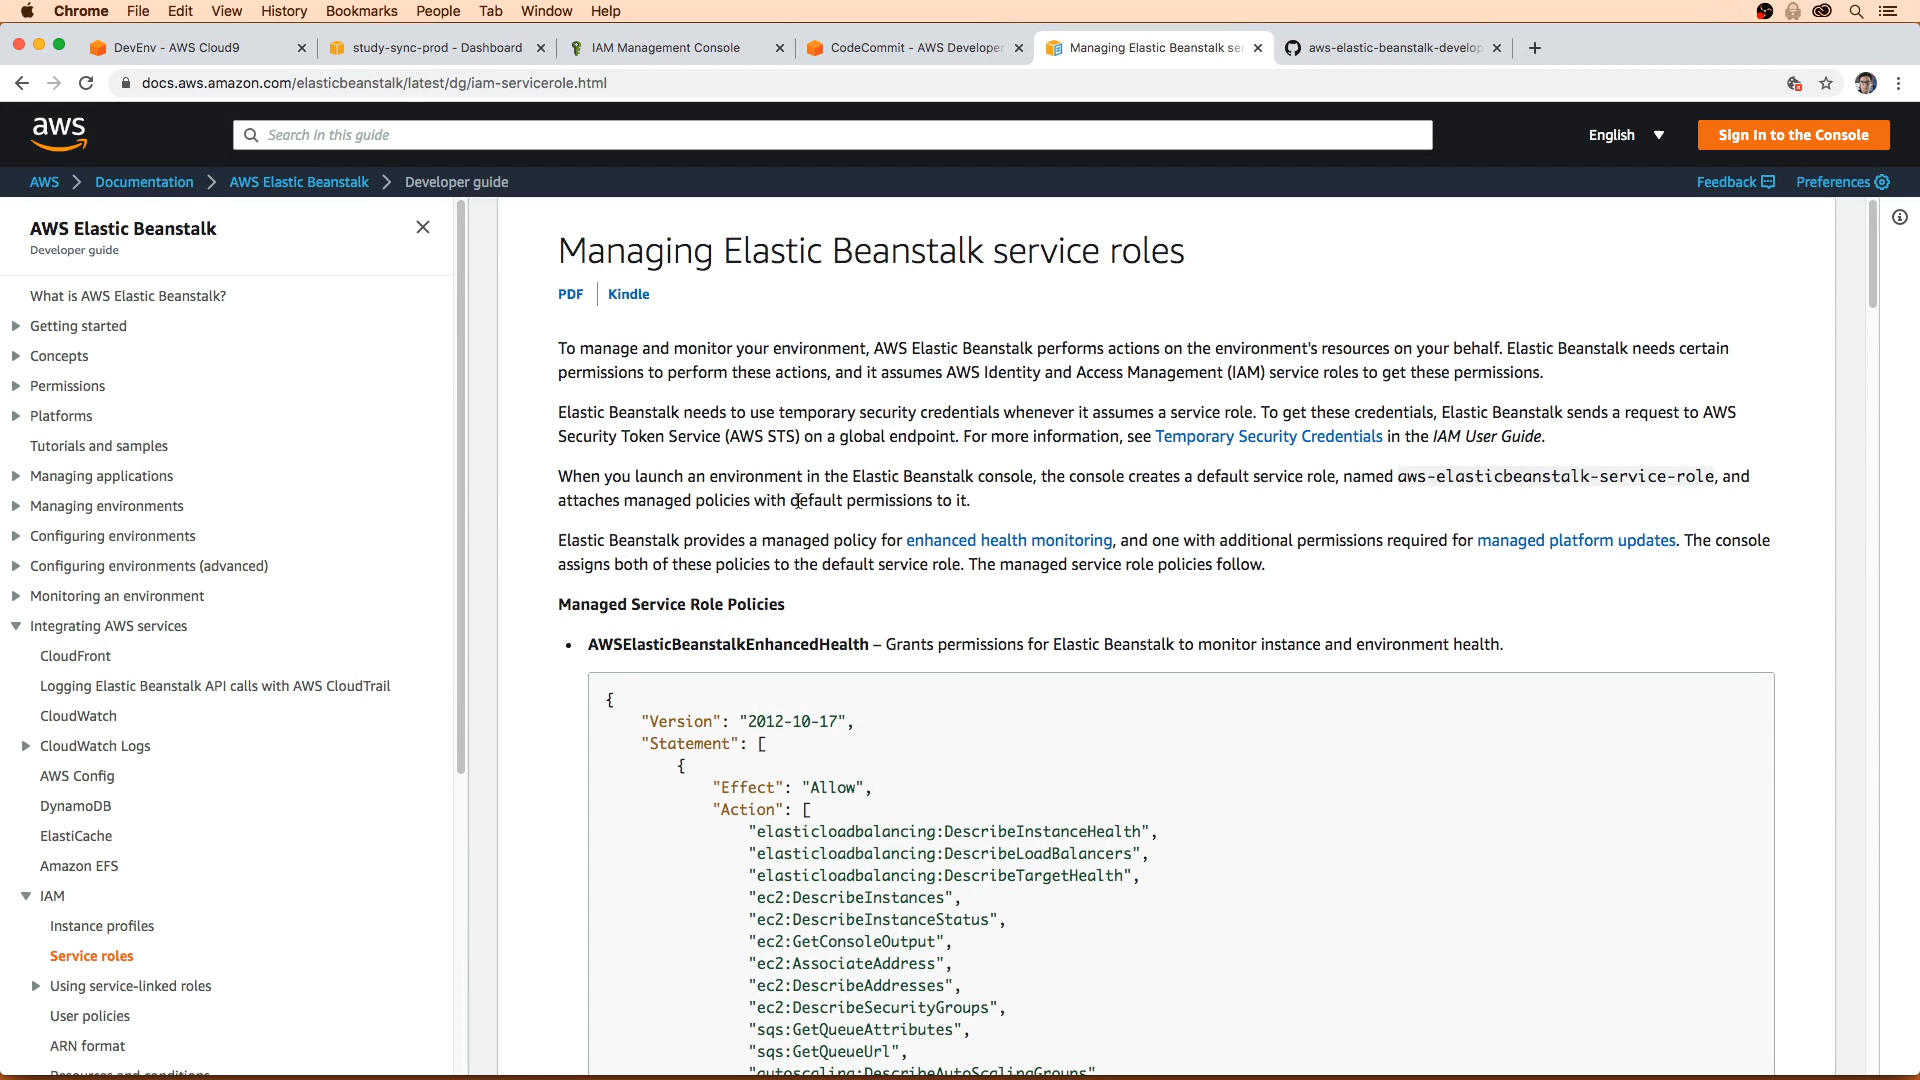 Chrome File Edit View History Bookmarks People Tab Window Help
DevEnv - AWS Cloud9
study-sync-prod - Dashboard
IAM Management Console
CodeCommit - AWS Developer
Managing Elastic Beanstalk ser
aws-elastic-beanstalk-develop
docs.aws.amazon.com/elasticbeanstalk/latest/dg/iam-servicerole.html
aws
Search in this guide
English
Sign In to the Console
AWS > Documentation > AWS Elastic Beanstalk > Developer guide
Feedback
Preferences
AWS Elastic Beanstalk
Developer guide
What is AWS Elastic Beanstalk?
Getting started
Concepts
Permissions
Platforms
Tutorials and samples
Managing applications
Managing environments
Configuring environments
Configuring environments (advanced)
Monitoring an environment
Integrating AWS services
CloudFront
Logging Elastic Beanstalk API calls with AWS CloudTrail
CloudWatch
CloudWatch Logs
AWS Config
DynamoDB
ElastiCache
Amazon EFS
IAM
Instance profiles
Service roles
Using service-linked roles
User policies
ARN format
Resources and conditions
Managing Elastic Beanstalk service roles
PDF | Kindle
To manage and monitor your environment, AWS Elastic Beanstalk performs actions on the environment's resources on your behalf. Elastic Beanstalk needs certain
permissions to perform these actions, and it assumes AWS Identity and Access Management (IAM) service roles to get these permissions.
Elastic Beanstalk needs to use temporary security credentials whenever it assumes a service role. To get these credentials, Elastic Beanstalk sends a request to AWS
Security Token Service (AWS STS) on a global endpoint. For more information, see Temporary Security Credentials in the IAM User Guide.
When you launch an environment in the Elastic Beanstalk console, the console creates a default service role, named aws-elasticbeanstalk-service-role, and
attaches managed policies with default permissions to it.
Elastic Beanstalk provides a managed policy for enhanced health monitoring, and one with additional permissions required for managed platform updates. The console
assigns both of these policies to the default service role. The managed service role policies follow.
Managed Service Role Policies
• AWSElasticBeanstalkEnhancedHealth – Grants permissions for Elastic Beanstalk to monitor instance and environment health.
{
"Version": "2012-10-17",
"Statement": [
{
"Effect": "Allow",
"Action": [
"elasticloadbalancing:DescribeInstanceHealth",
"elasticloadbalancing:DescribeLoadBalancers",
"elasticloadbalancing:DescribeTargetHealth",
"ec2:DescribeInstances",
"ec2:DescribeInstanceStatus",
"ec2:GetConsoleOutput",
"ec2:AssociateAddress",
"ec2:DescribeAddresses",
"ec2:DescribeSecurityGroups",
"sqs:GetQueueAttributes",
"sqs:GetQueueUrl",
"autoscaling:DescribeAutoScalingGroups"